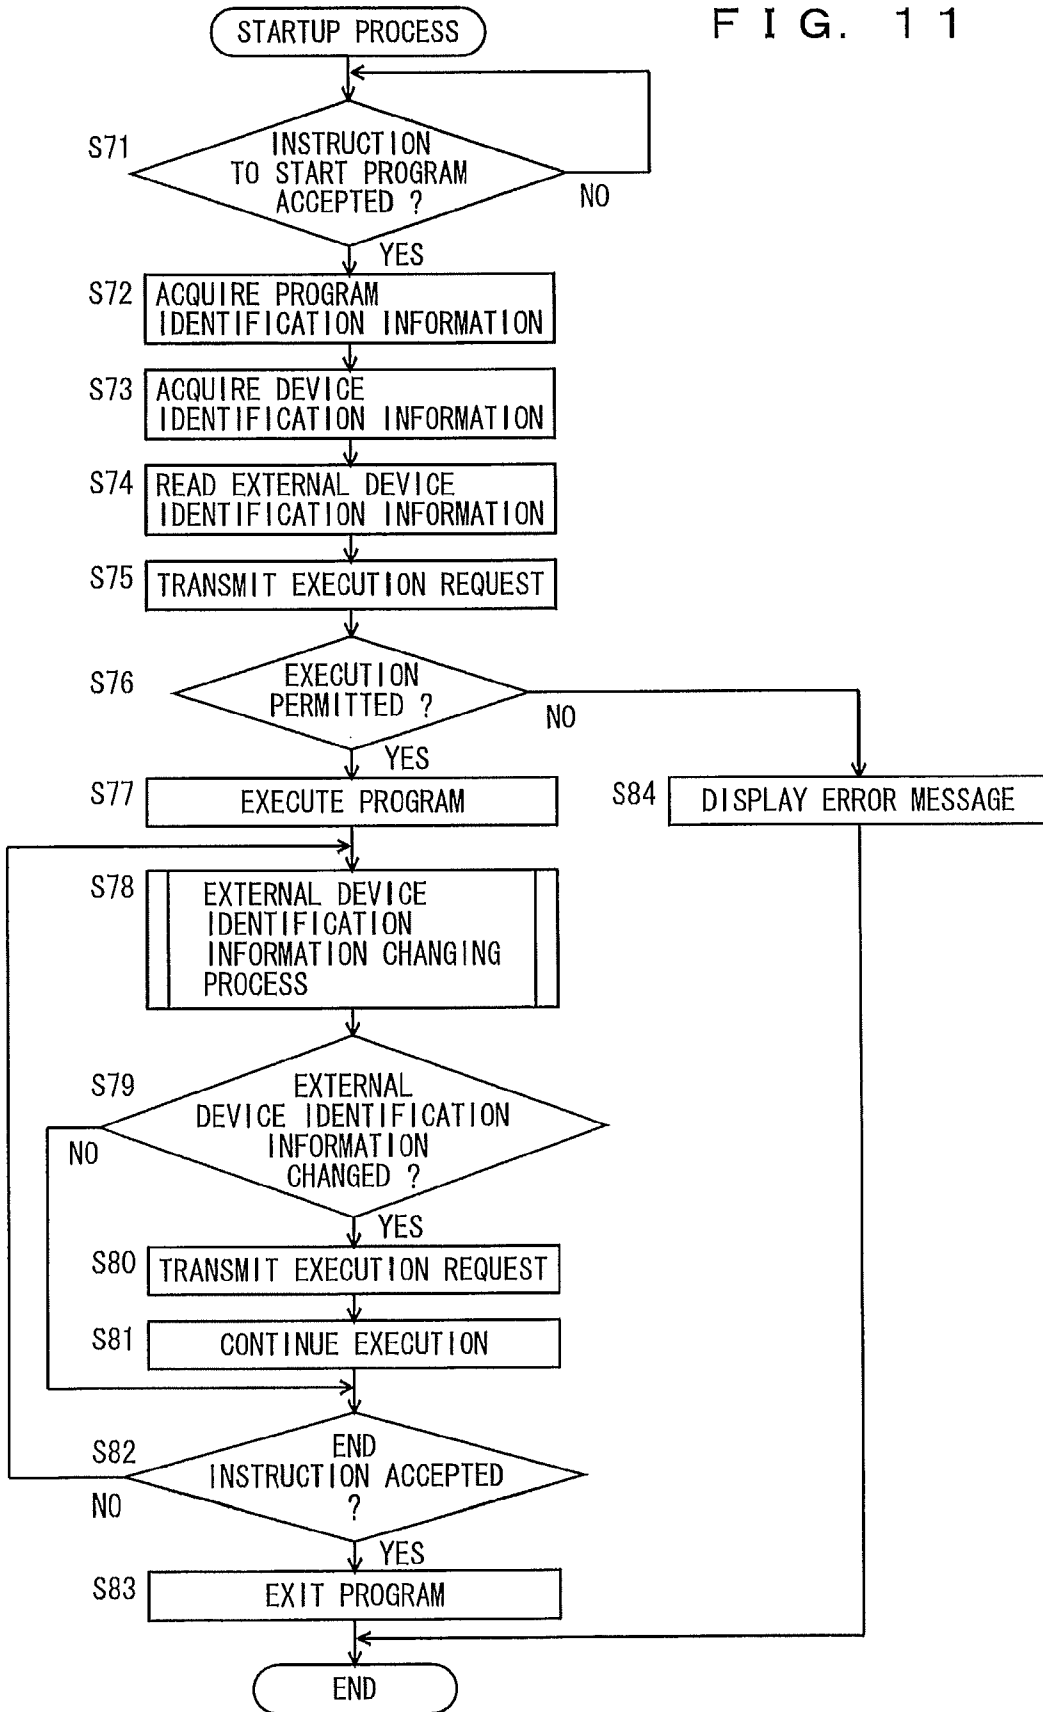 FIG. 11
STARTUP PROCESS
S71
INSTRUCTION
TO START PROGRAM
ACCEPTED ?
NO
YES
S72
ACQUIRE PROGRAM
IDENTIFICATION INFORMATION
S73
ACQUIRE DEVICE
IDENTIFICATION INFORMATION
S74
READ EXTERNAL DEVICE
IDENTIFICATION INFORMATION
S75
TRANSMIT EXECUTION REQUEST
S76
EXECUTION
PERMITTED ?
NO
YES
S77
EXECUTE PROGRAM
S84
DISPLAY ERROR MESSAGE
S78
EXTERNAL DEVICE
IDENTIFICATION
INFORMATION CHANGING
PROCESS
S79
EXTERNAL
DEVICE IDENTIFICATION
INFORMATION
CHANGED ?
NO
YES
S80
TRANSMIT EXECUTION REQUEST
S81
CONTINUE EXECUTION
S82
END
INSTRUCTION ACCEPTED
?
NO
YES
S83
EXIT PROGRAM
END